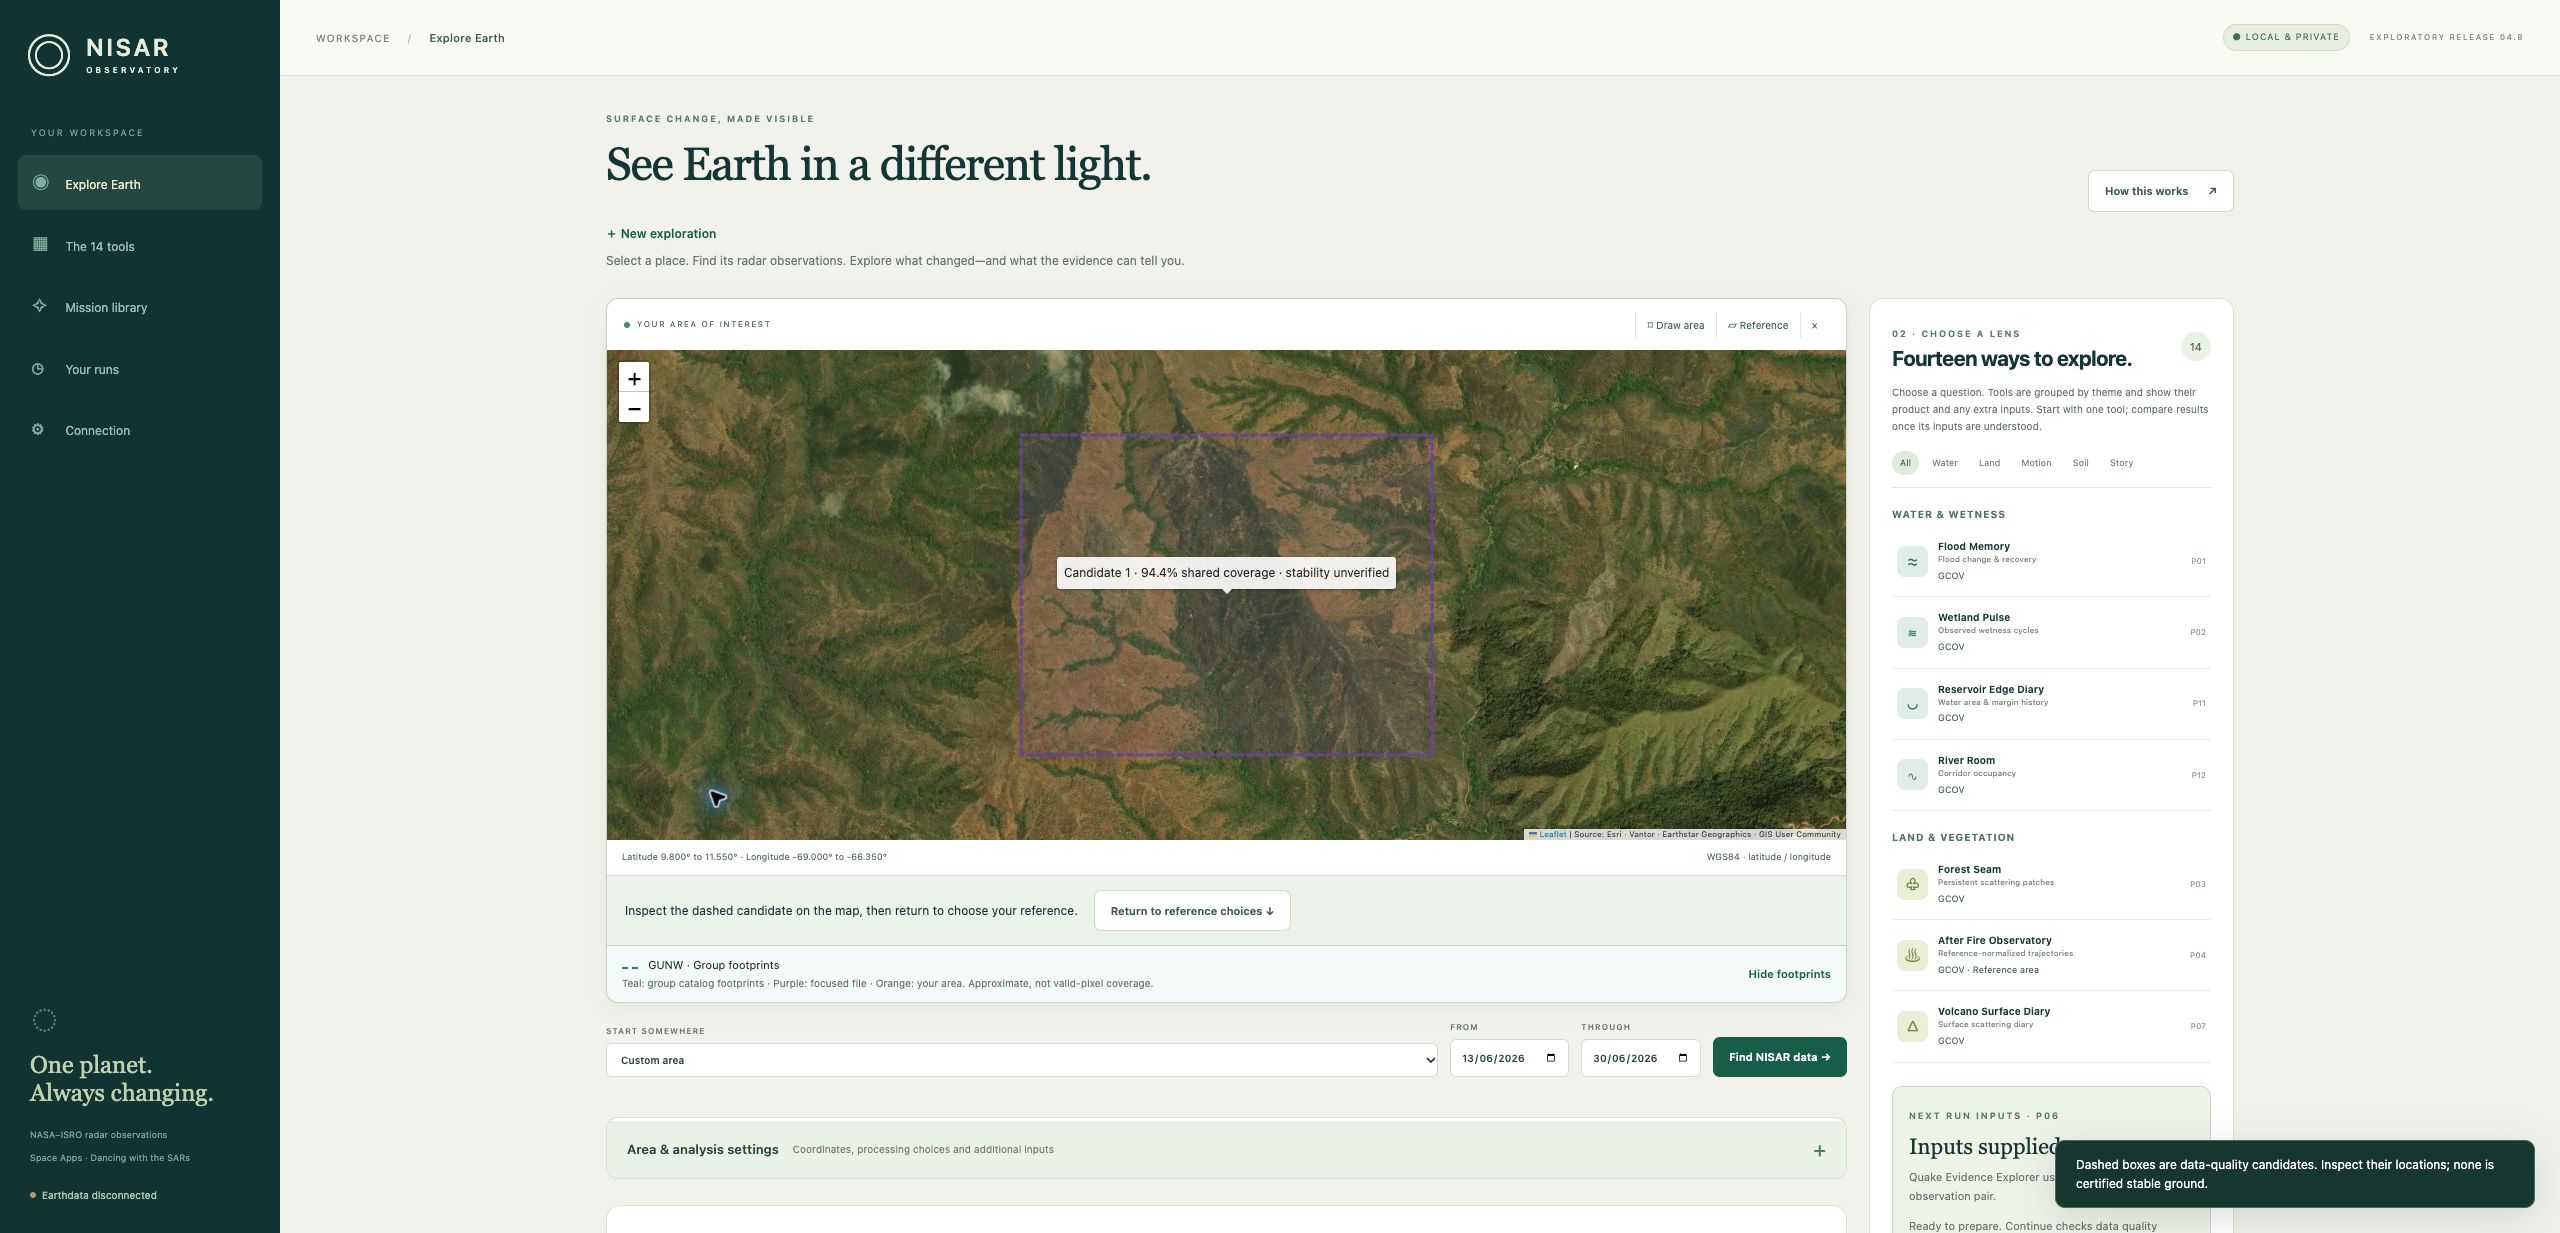 NISAR
OBSERVATORY
YOUR WORKSPACE
Explore Earth
The 14 tools
Mission library
Your runs
Connection
One planet.
Always changing.
NASA–ISRO radar observations
Space Apps · Dancing with the SARs
Earthdata disconnected
WORKSPACE / Explore Earth
LOCAL & PRIVATE
EXPLORATORY RELEASE 04.8
SURFACE CHANGE, MADE VISIBLE
See Earth in a different light.
How this works ↗
+ New exploration
Select a place. Find its radar observations. Explore what changed—and what the evidence can tell you.
YOUR AREA OF INTEREST
Draw area
Reference
×
+
−
Candidate 1 · 94.4% shared coverage · stability unverified
Leaflet | Source: Esri · Vantor · Earthstar Geographics · GIS User Community
Latitude 9.800° to 11.550° · Longitude -69.000° to -66.350°
WGS84 · latitude / longitude
Inspect the dashed candidate on the map, then return to choose your reference.
Return to reference choices ↓
GUNW · Group footprints
Teal: group catalog footprints · Purple: focused file · Orange: your area. Approximate, not valid-pixel coverage.
Hide footprints
START SOMEWHERE
Custom area
FROM
13/06/2026
THROUGH
30/06/2026
Find NISAR data →
Area & analysis settings
Coordinates, processing choices and additional inputs
+
02 · CHOOSE A LENS
Fourteen ways to explore.
14
Choose a question. Tools are grouped by theme and show their
product and any extra inputs. Start with one tool; compare results
once its inputs are understood.
All Water Land Motion Soil Story
WATER & WETNESS
Flood Memory
Flood change & recovery
GCOV
P01
Wetland Pulse
Observed wetness cycles
GCOV
P02
Reservoir Edge Diary
Water area & margin history
GCOV
P11
River Room
Corridor occupancy
GCOV
P12
LAND & VEGETATION
Forest Seam
Persistent scattering patches
GCOV
P03
After Fire Observatory
Reference-normalized trajectories
GCOV · Reference area
P04
Volcano Surface Diary
Surface scattering diary
GCOV
P07
NEXT RUN INPUTS · P06
Inputs supplied
Quake Evidence Explorer us
observation pair.
Ready to prepare. Continue checks data quality
Dashed boxes are data-quality candidates. Inspect their locations; none is
certified stable ground.